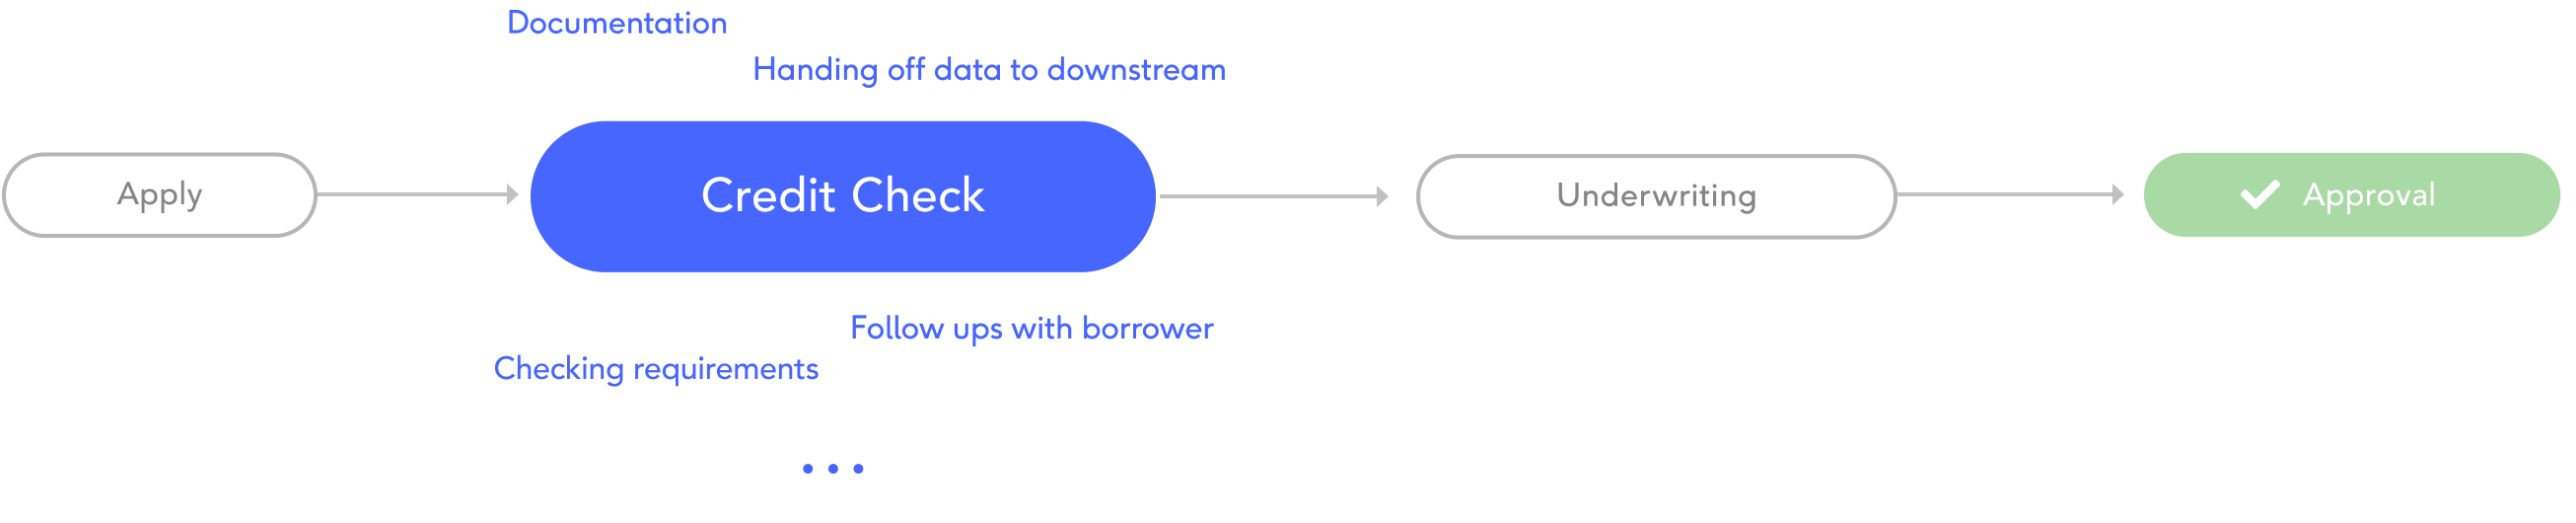 Documentation
Handing off data to downstream
Apply
Credit Check
Underwriting
Approval
Follow ups with borrower
Checking requirements
...